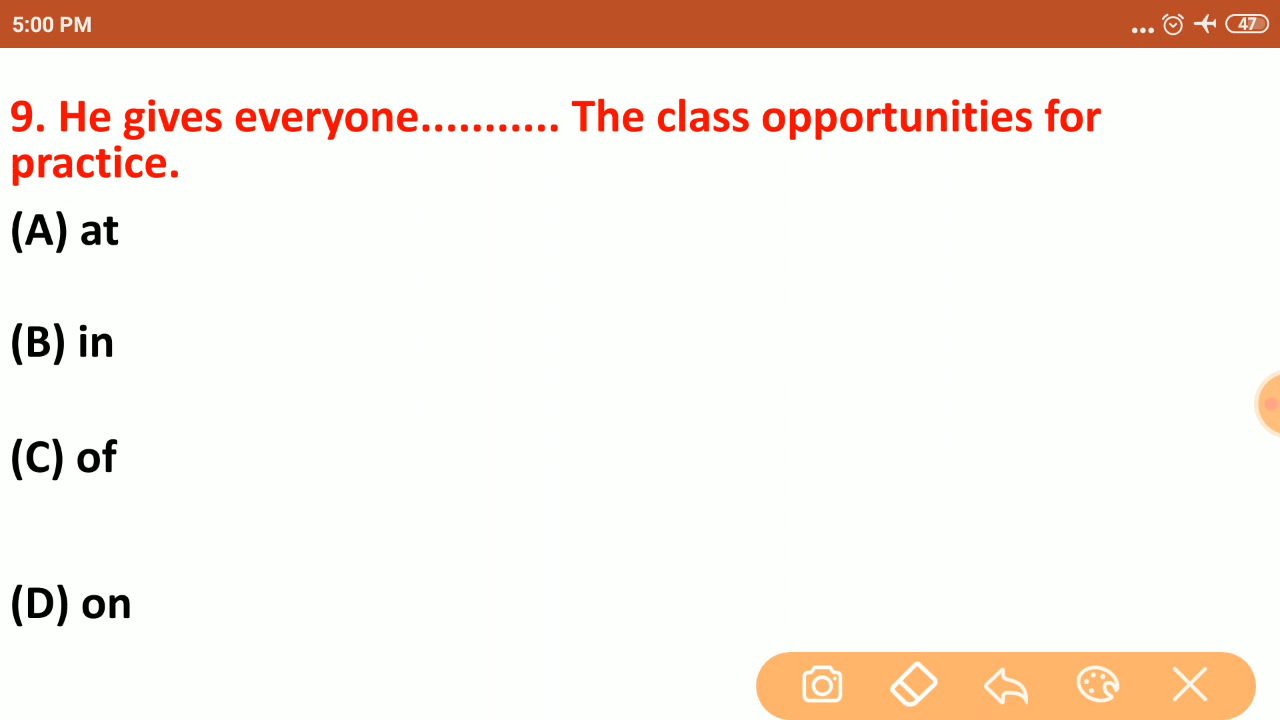 5:00 PM
... 47
9. He gives everyone........... The class opportunities for
practice.
(A) at
(B) in
(C) of
(D) on